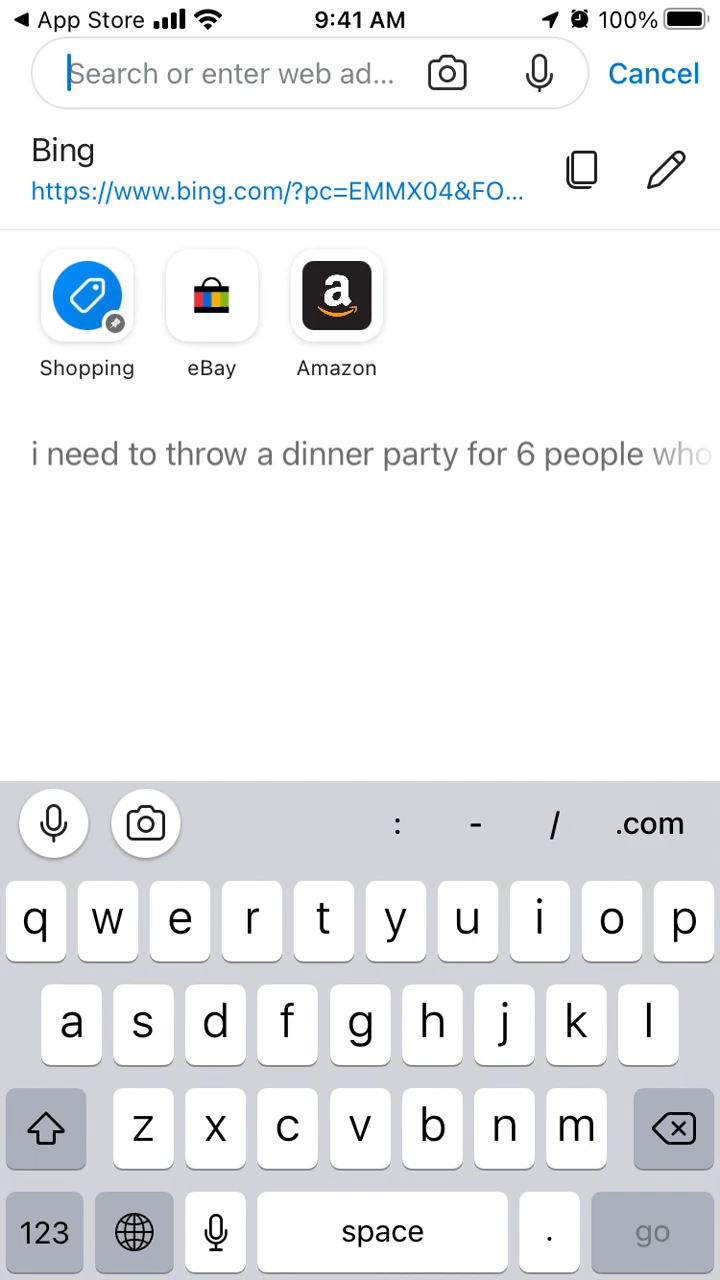 App Store 9:41 AM 100%
Search or enter web ad... Cancel
Bing
https://www.bing.com/?pc=EMMX04&FO...
a
Shopping eBay Amazon
i need to throw a dinner party for 6 people who
: - / .com
q w e r t y u i o p
a s d f g h j k l
z x c v b n m
123 space . go